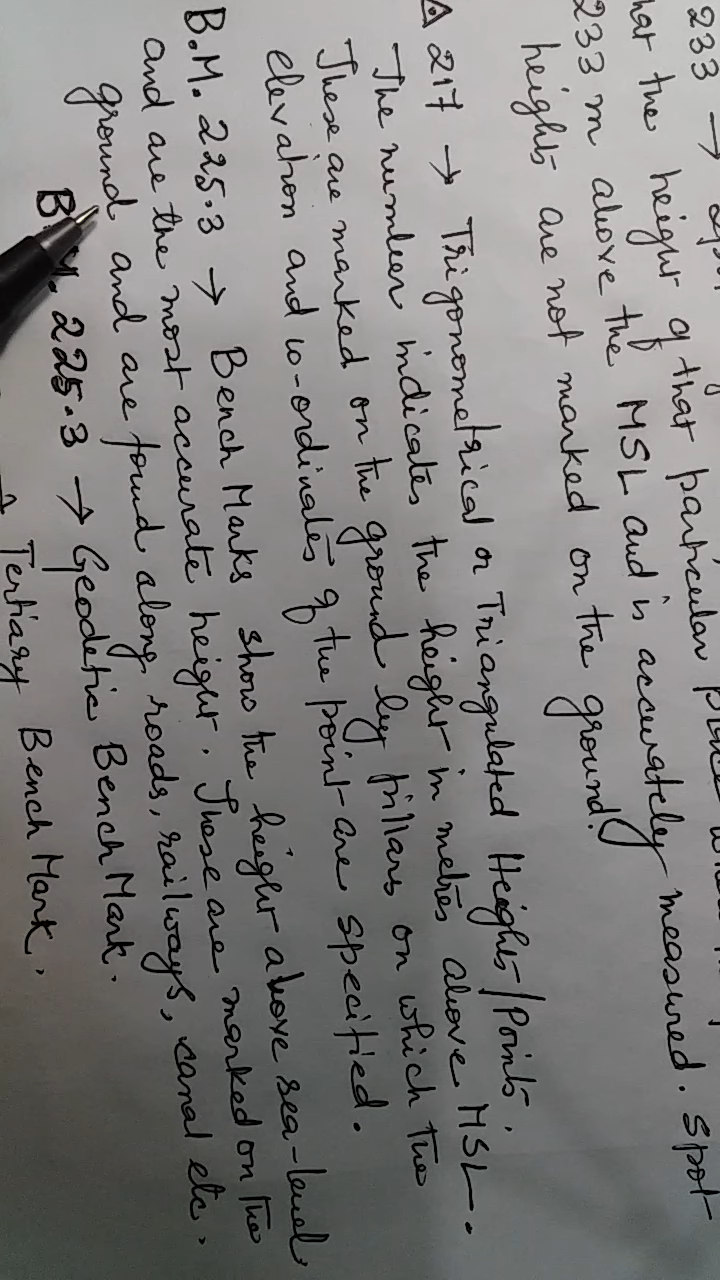 233 →
that the height of that particular place
233 m above the MSL and is accurately measured. Spot
heights are not marked on the ground.
△ 217 → Trigonometrical or Triangulated Heights/Points.
The number indicates the height in metres above MSL.
These are marked on the ground by pillars on which the
elevation and co-ordinates of the point are specified.
B.M. 225.3 → Bench Marks show the height above sea-level
and are the most accurate height. These are marked on the
ground and are found along roads, railways, canal etc.
B.M. 225.3 → Geodetic Bench Mark.
→ Tertiary Bench Mark.